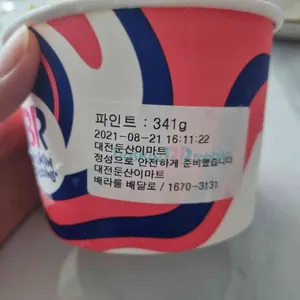 BR
파인트 : 341g
2021-08-21 16:11:22
대전둔산이마트
정성으로 안전하게 준비했습니다
대전둔산이마트
배라를 배달로 / 1670-3131